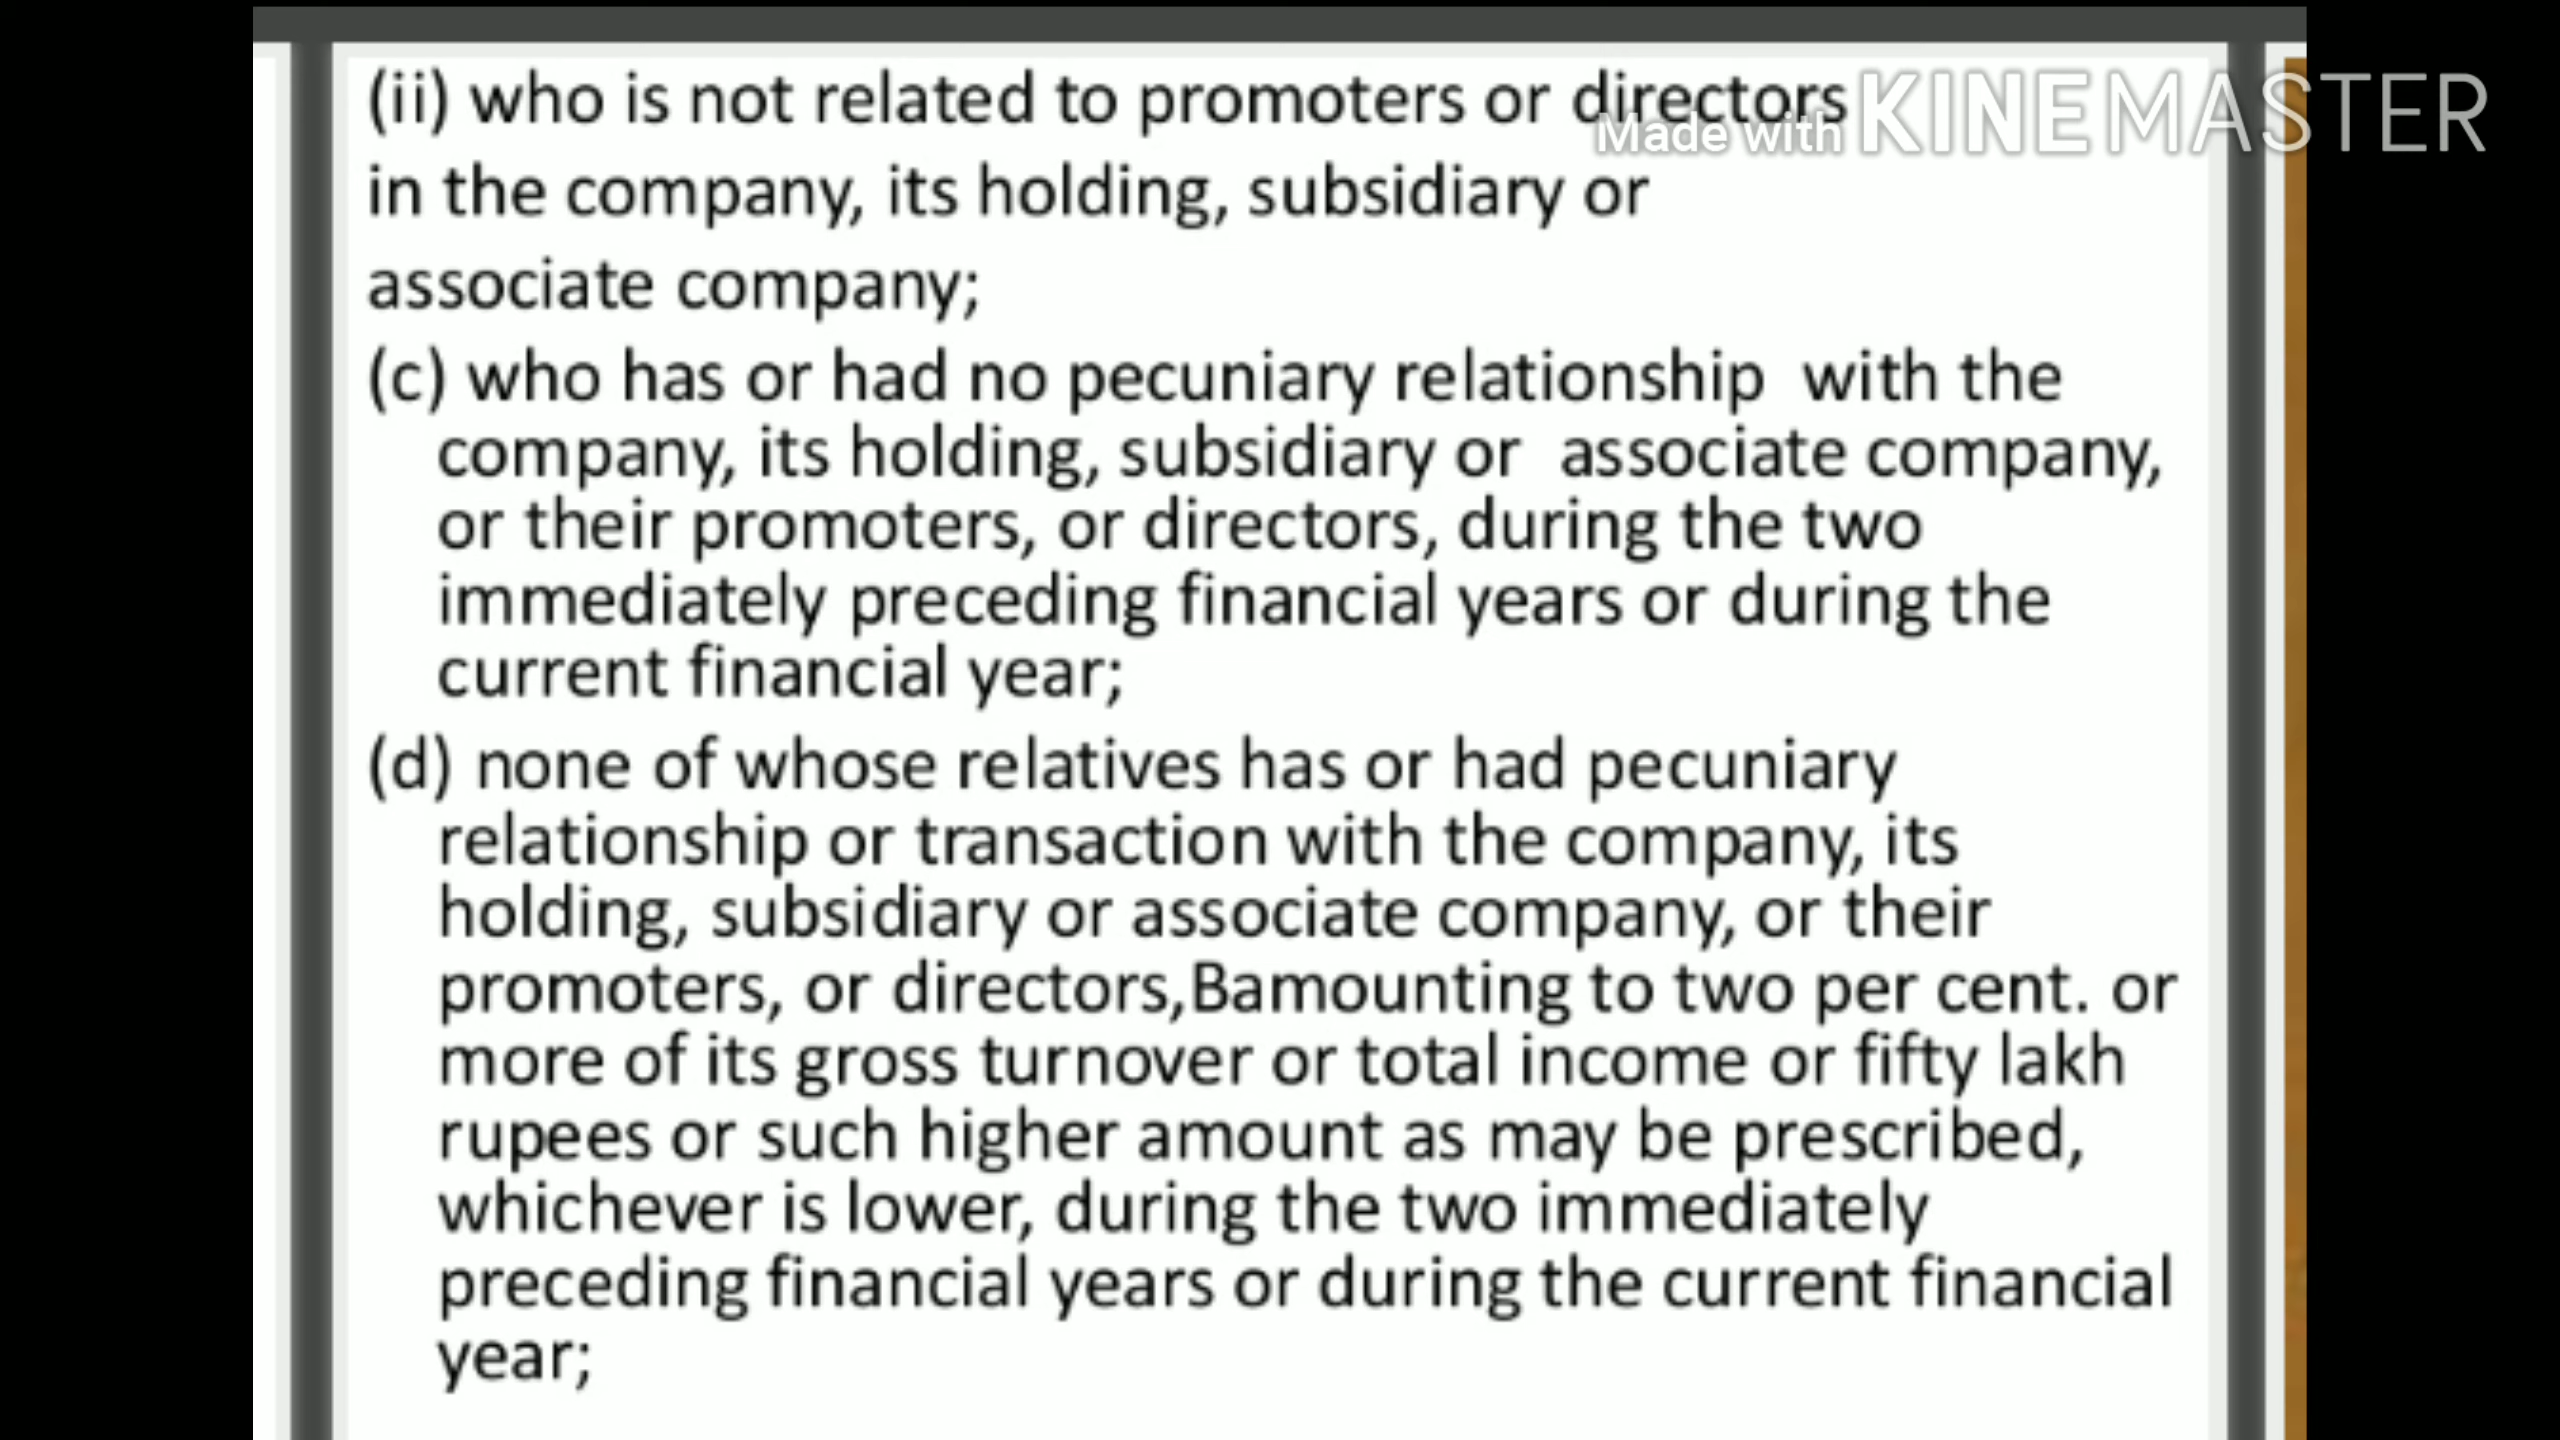 (ii) who is not related to promoters or directors
Made with KINEMASTER
in the company, its holding, subsidiary or
associate company;
(c) who has or had no pecuniary relationship with the
company, its holding, subsidiary or associate company,
or their promoters, or directors, during the two
immediately preceding financial years or during the
current financial year;
(d) none of whose relatives has or had pecuniary
relationship or transaction with the company, its
holding, subsidiary or associate company, or their
promoters, or directors,Bamounting to two per cent. or
more of its gross turnover or total income or fifty lakh
rupees or such higher amount as may be prescribed,
whichever is lower, during the two immediately
preceding financial years or during the current financial
year;